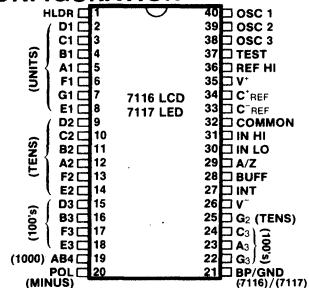 HLDR 1 40 OSC 1
D1 2 39 OSC 2
C1 3 38 OSC 3
B1 4 37 TEST
(UNITS) A1 5 36 REF HI
F1 6 35 V+
G1 7 34 C+REF
E1 8 7116 LCD 33 C-REF
D2 9 7117 LED 32 COMMON
C2 10 31 IN HI
B2 11 30 IN LO
(TENS) A2 12 29 A/Z
F2 13 28 BUFF
E2 14 27 INT
D3 15 26 V-
B3 16 25 G2 (TENS)
(100's) F3 17 24 C3
E3 18 23 A3 (100's)
(1000) AB4 19 22 G3
POL 20 21 BP/GND
(MINUS) (7116)/(7117)